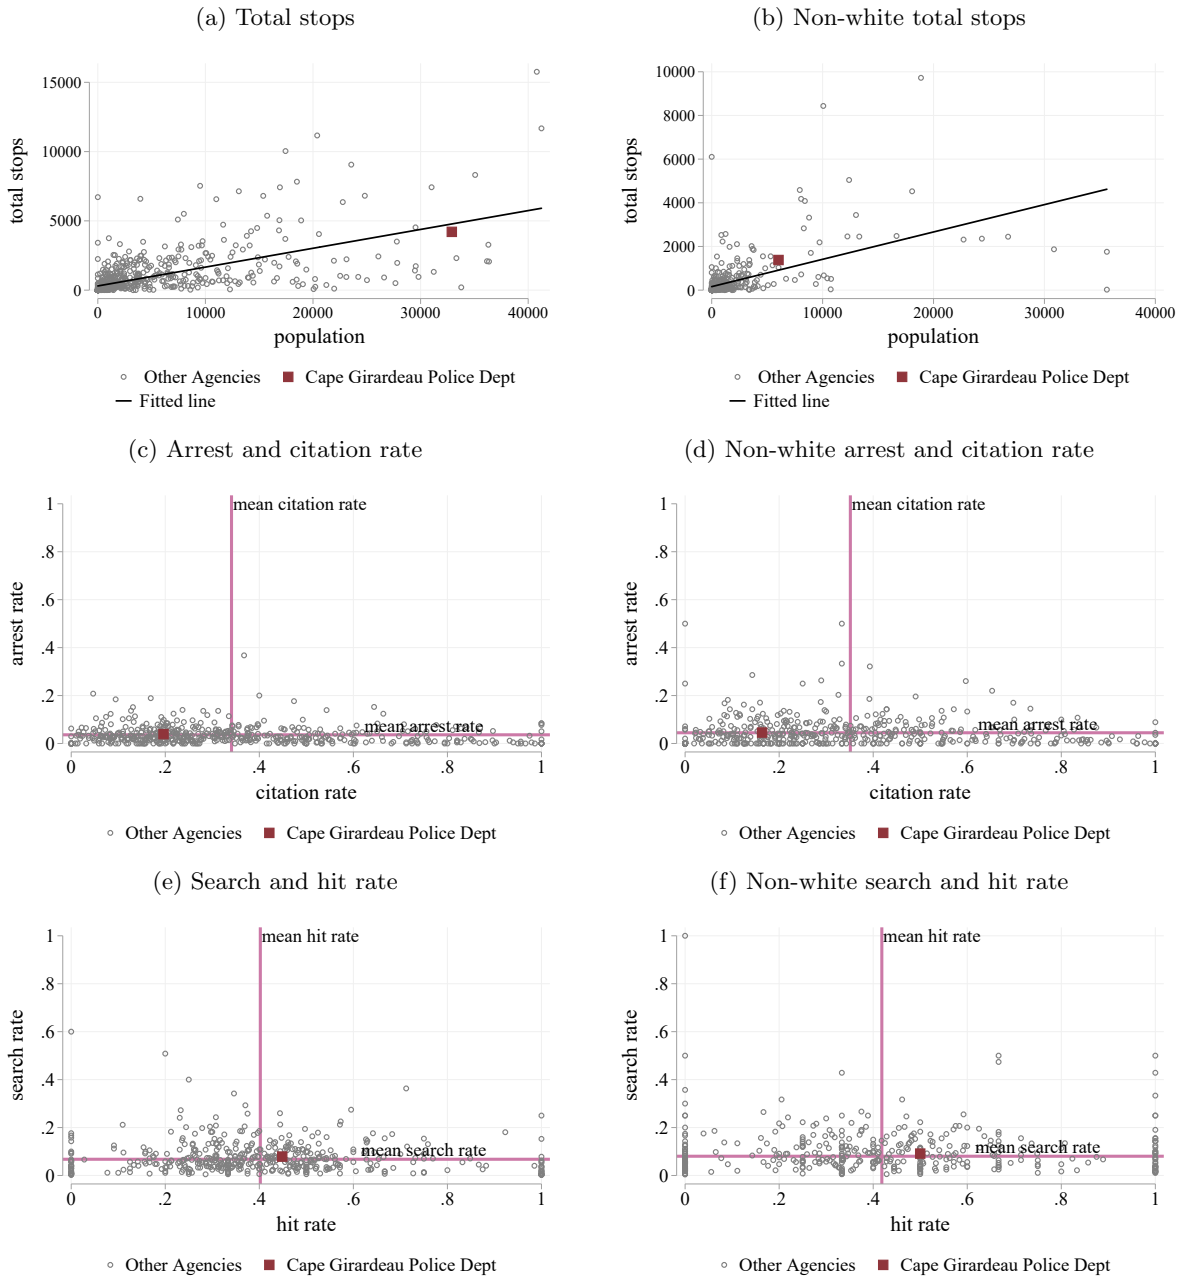 (a) Total stops
(b) Non-white total stops
total stops
15000
10000
5000
0
0 10000 20000 30000 40000
population
Other Agencies Cape Girardeau Police Dept
Fitted line
total stops
10000
8000
6000
4000
2000
0
0 10000 20000 30000 40000
population
Other Agencies Cape Girardeau Police Dept
Fitted line
(c) Arrest and citation rate
(d) Non-white arrest and citation rate
arrest rate
1
.8
.6
.4
.2
0
mean citation rate
mean arrest rate
0 .2 .4 .6 .8 1
citation rate
Other Agencies Cape Girardeau Police Dept
arrest rate
1
.8
.6
.4
.2
0
mean citation rate
mean arrest rate
0 .2 .4 .6 .8 1
citation rate
Other Agencies Cape Girardeau Police Dept
(e) Search and hit rate
(f) Non-white search and hit rate
search rate
1
.8
.6
.4
.2
0
mean hit rate
mean search rate
0 .2 .4 .6 .8 1
hit rate
Other Agencies Cape Girardeau Police Dept
search rate
1
.8
.6
.4
.2
0
mean hit rate
mean search rate
0 .2 .4 .6 .8 1
hit rate
Other Agencies Cape Girardeau Police Dept